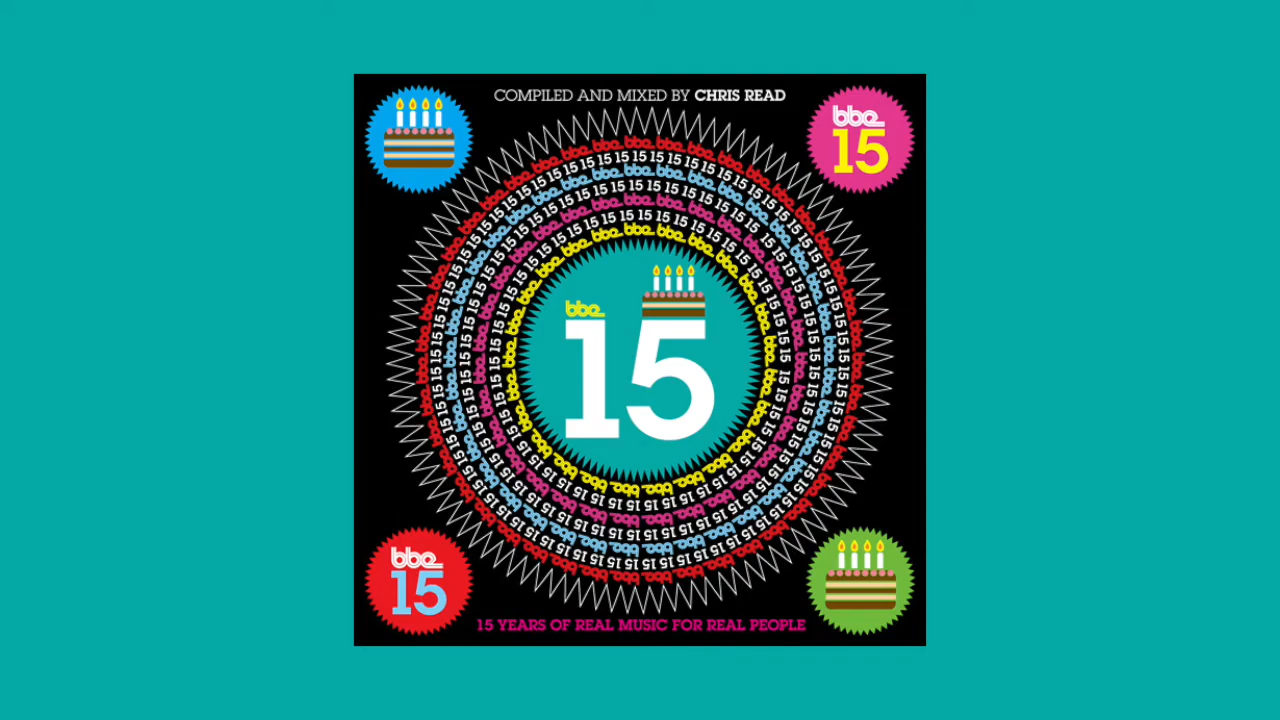 COMPILED AND MIXED BY CHRIS READ
bbe
15
bbe
15
bbe
15
15 YEARS OF REAL MUSIC FOR REAL PEOPLE